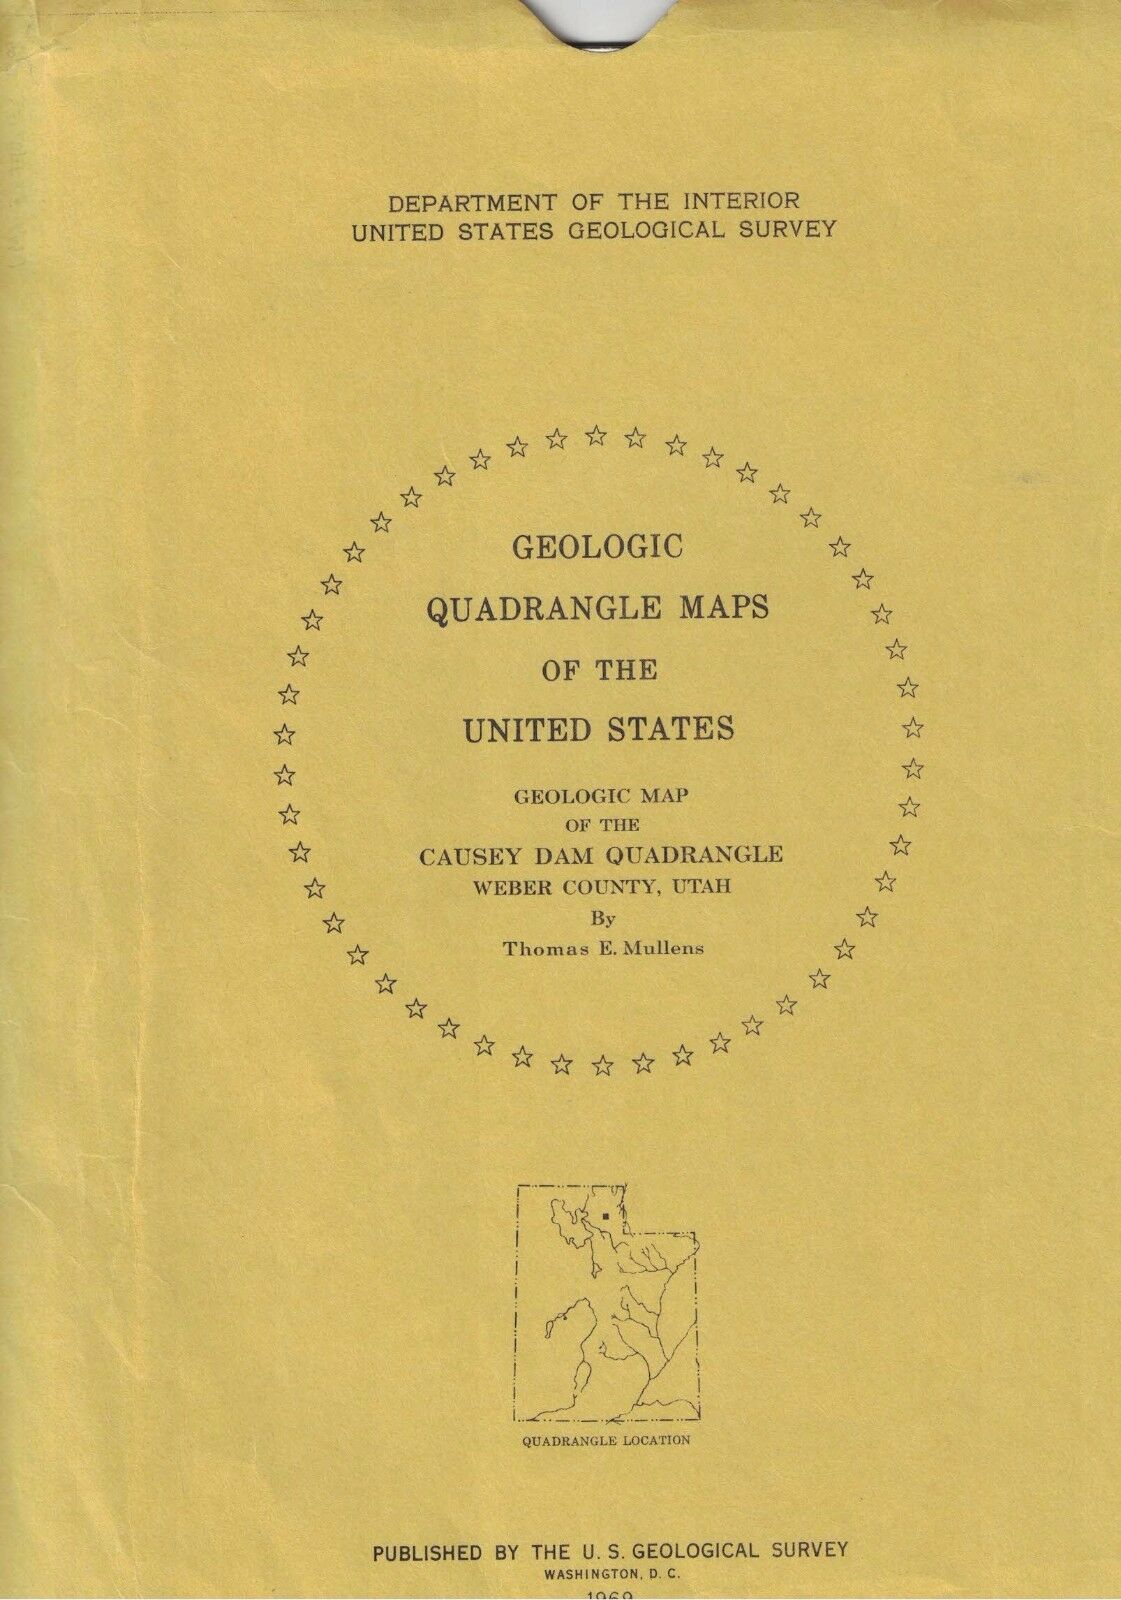 DEPARTMENT OF THE INTERIOR
UNITED STATES GEOLOGICAL SURVEY
GEOLOGIC
QUADRANGLE MAPS
OF THE
UNITED STATES
GEOLOGIC MAP
OF THE
CAUSEY DAM QUADRANGLE
WEBER COUNTY, UTAH
By
Thomas E. Mullens
QUADRANGLE LOCATION
PUBLISHED BY THE U. S. GEOLOGICAL SURVEY
WASHINGTON, D. C.